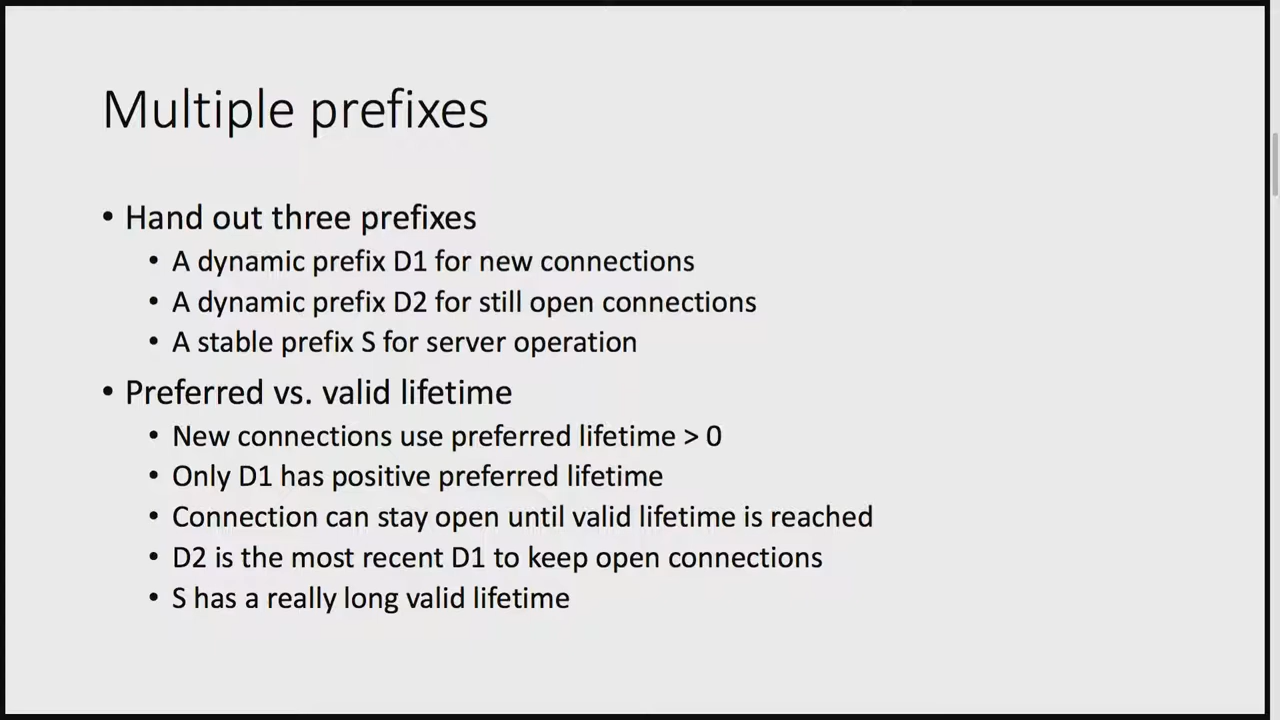 Multiple prefixes
• Hand out three prefixes
• A dynamic prefix D1 for new connections
• A dynamic prefix D2 for still open connections
• A stable prefix S for server operation
• Preferred vs. valid lifetime
• New connections use preferred lifetime > 0
• Only D1 has positive preferred lifetime
• Connection can stay open until valid lifetime is reached
• D2 is the most recent D1 to keep open connections
• S has a really long valid lifetime